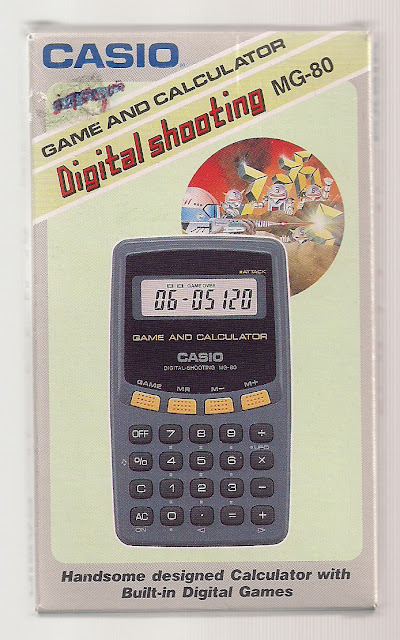 CASIO
GAME AND CALCULATOR
Digital shooting MG-80
ATTACK
GAME OVER
06-05120
GAME AND CALCULATOR
CASIO
DIGITAL-SHOOTING MG-80
GAME MR M- M+
OFF 7 8 9 ÷
UFO
% 4 5 6 ×
C 1 2 3 -
AC 0 . = +
ON
Handsome designed Calculator with
Built-in Digital Games